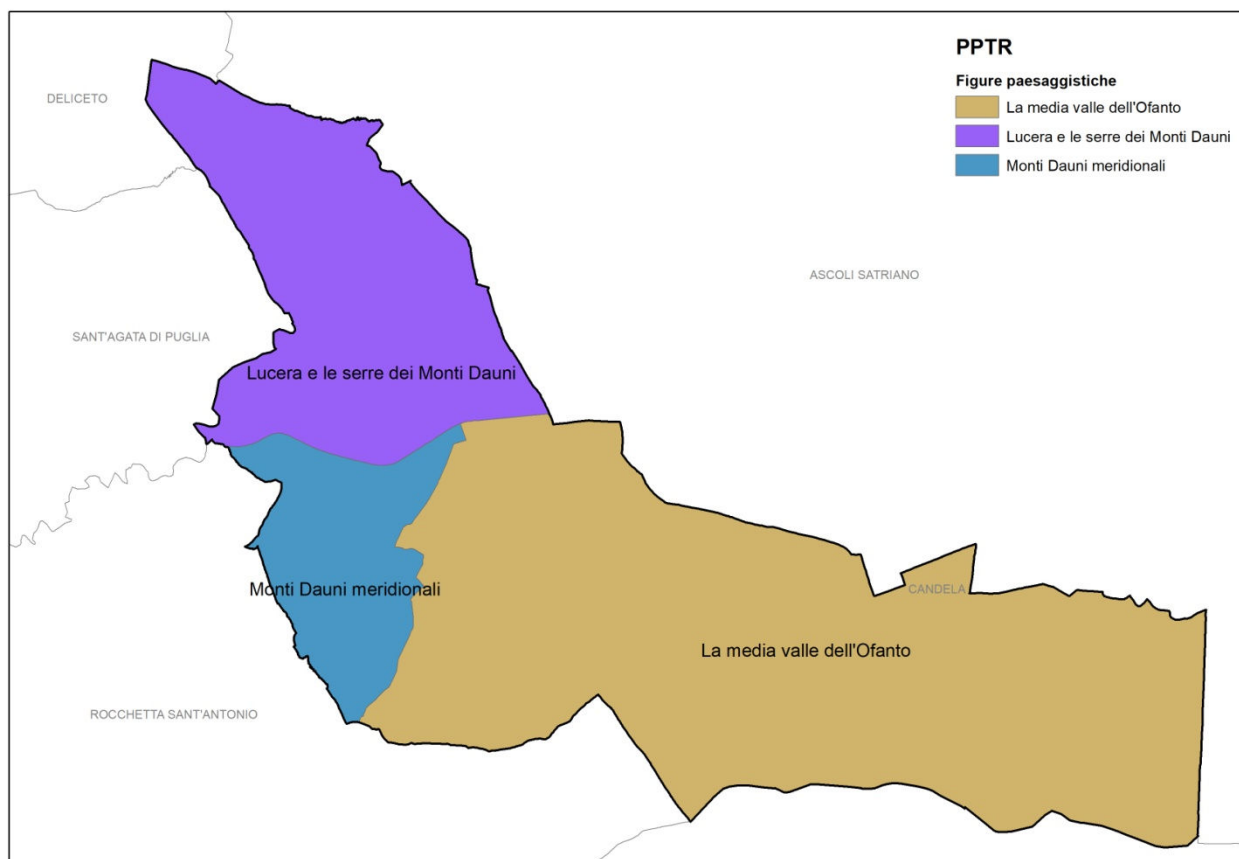 PPTR
Figure paesaggistiche
La media valle dell'Ofanto
Lucera e le serre dei Monti Dauni
Monti Dauni meridionali
DELICETO
ASCOLI SATRIANO
SANT'AGATA DI PUGLIA
Lucera e le serre dei Monti Dauni
Monti Dauni meridionali
CANDELA
La media valle dell'Ofanto
ROCCHETTA SANT'ANTONIO